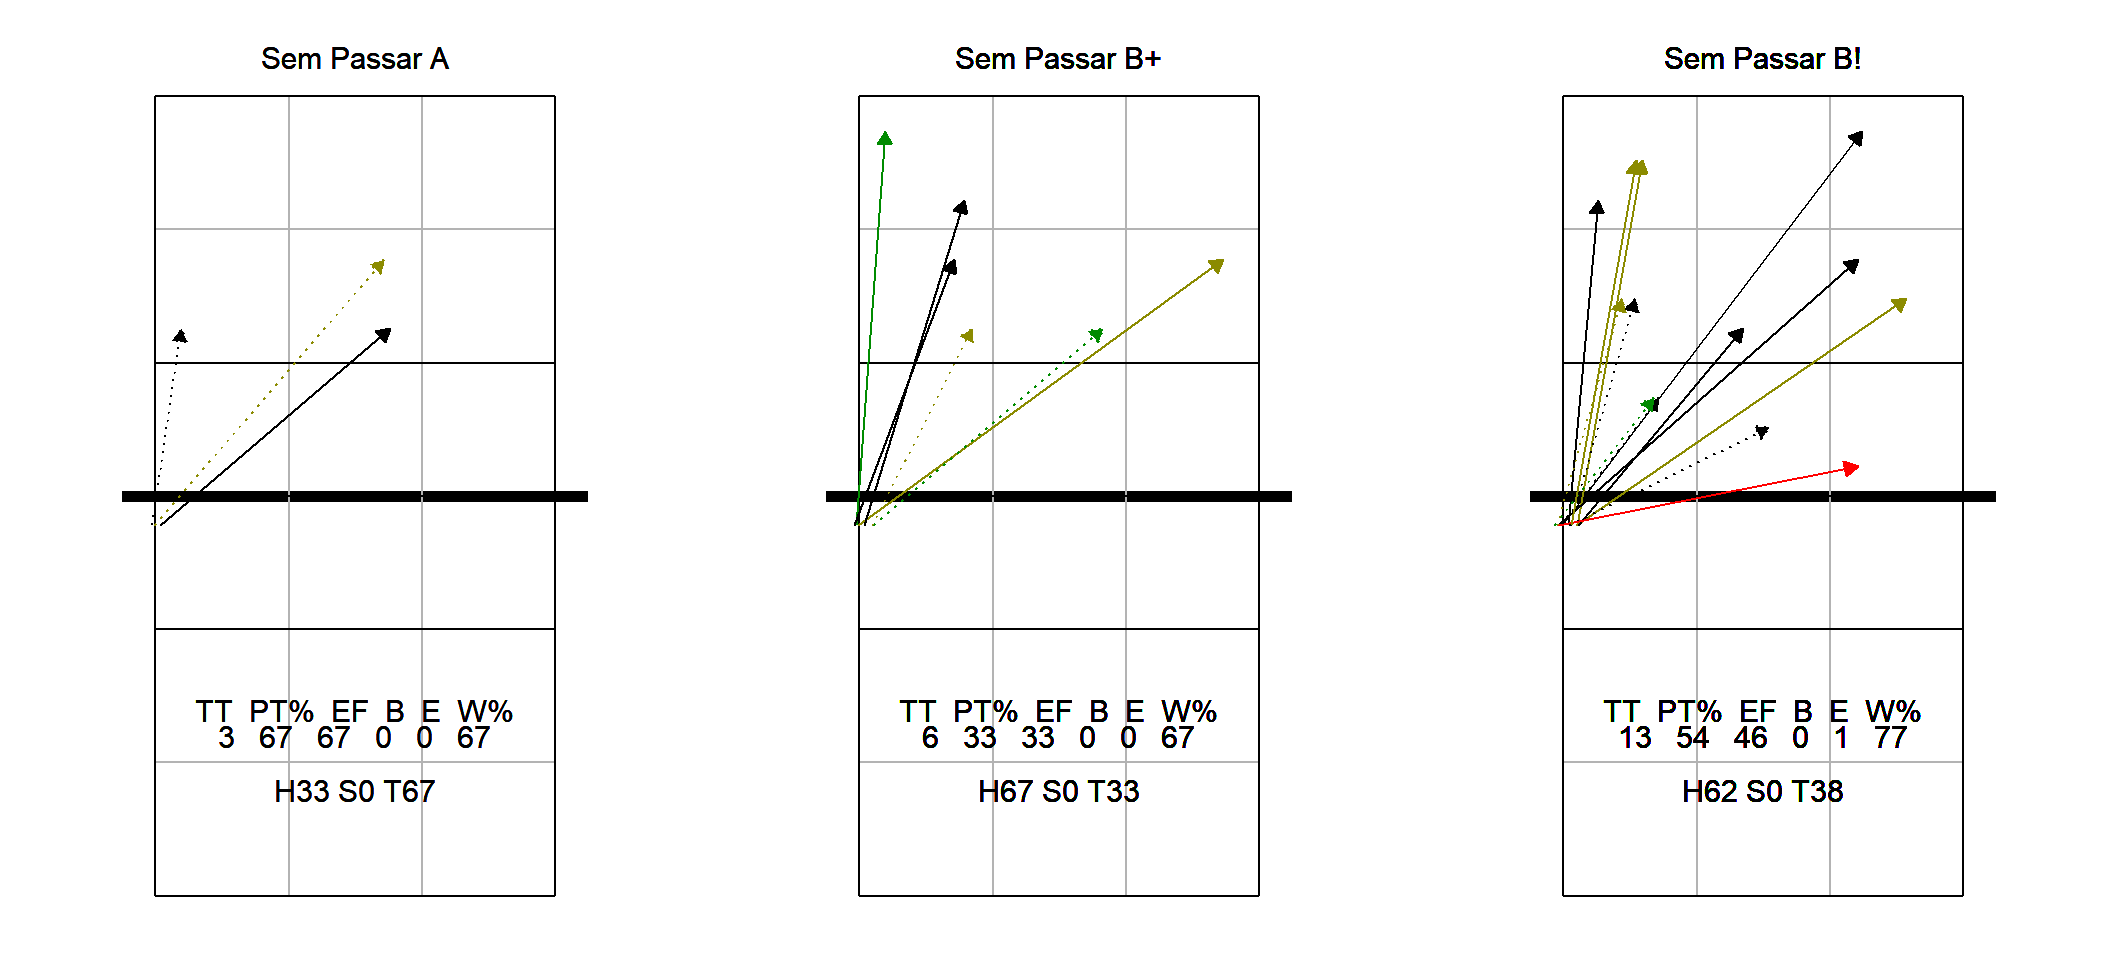 Sem Passar A
TT PT% EF B E W%
3 67 67 0 0 67
H33 S0 T67
Sem Passar B+
TT PT% EF B E W%
6 33 33 0 0 67
H67 S0 T33
Sem Passar B!
TT PT% EF B E W%
13 54 46 0 1 77
H62 S0 T38